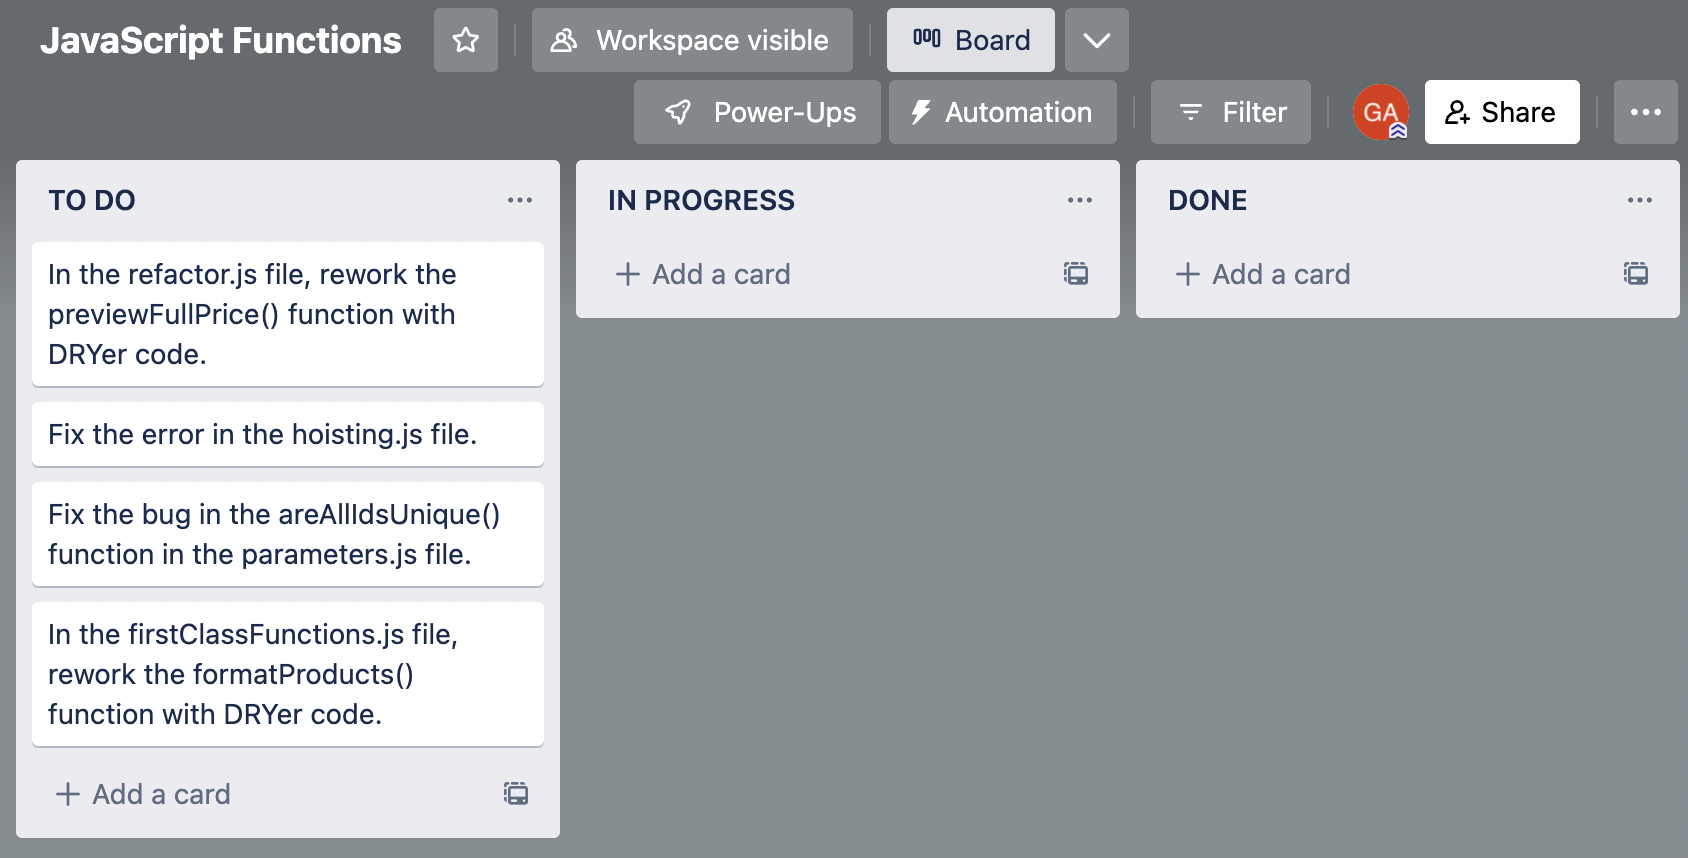 JavaScript Functions
Workspace visible
Board
Power-Ups
Automation
Filter
GA
Share
TO DO
In the refactor.js file, rework the
previewFullPrice() function with
DRYer code.
Fix the error in the hoisting.js file.
Fix the bug in the areAllIdsUnique()
function in the parameters.js file.
In the firstClassFunctions.js file,
rework the formatProducts()
function with DRYer code.
Add a card
IN PROGRESS
Add a card
DONE
Add a card